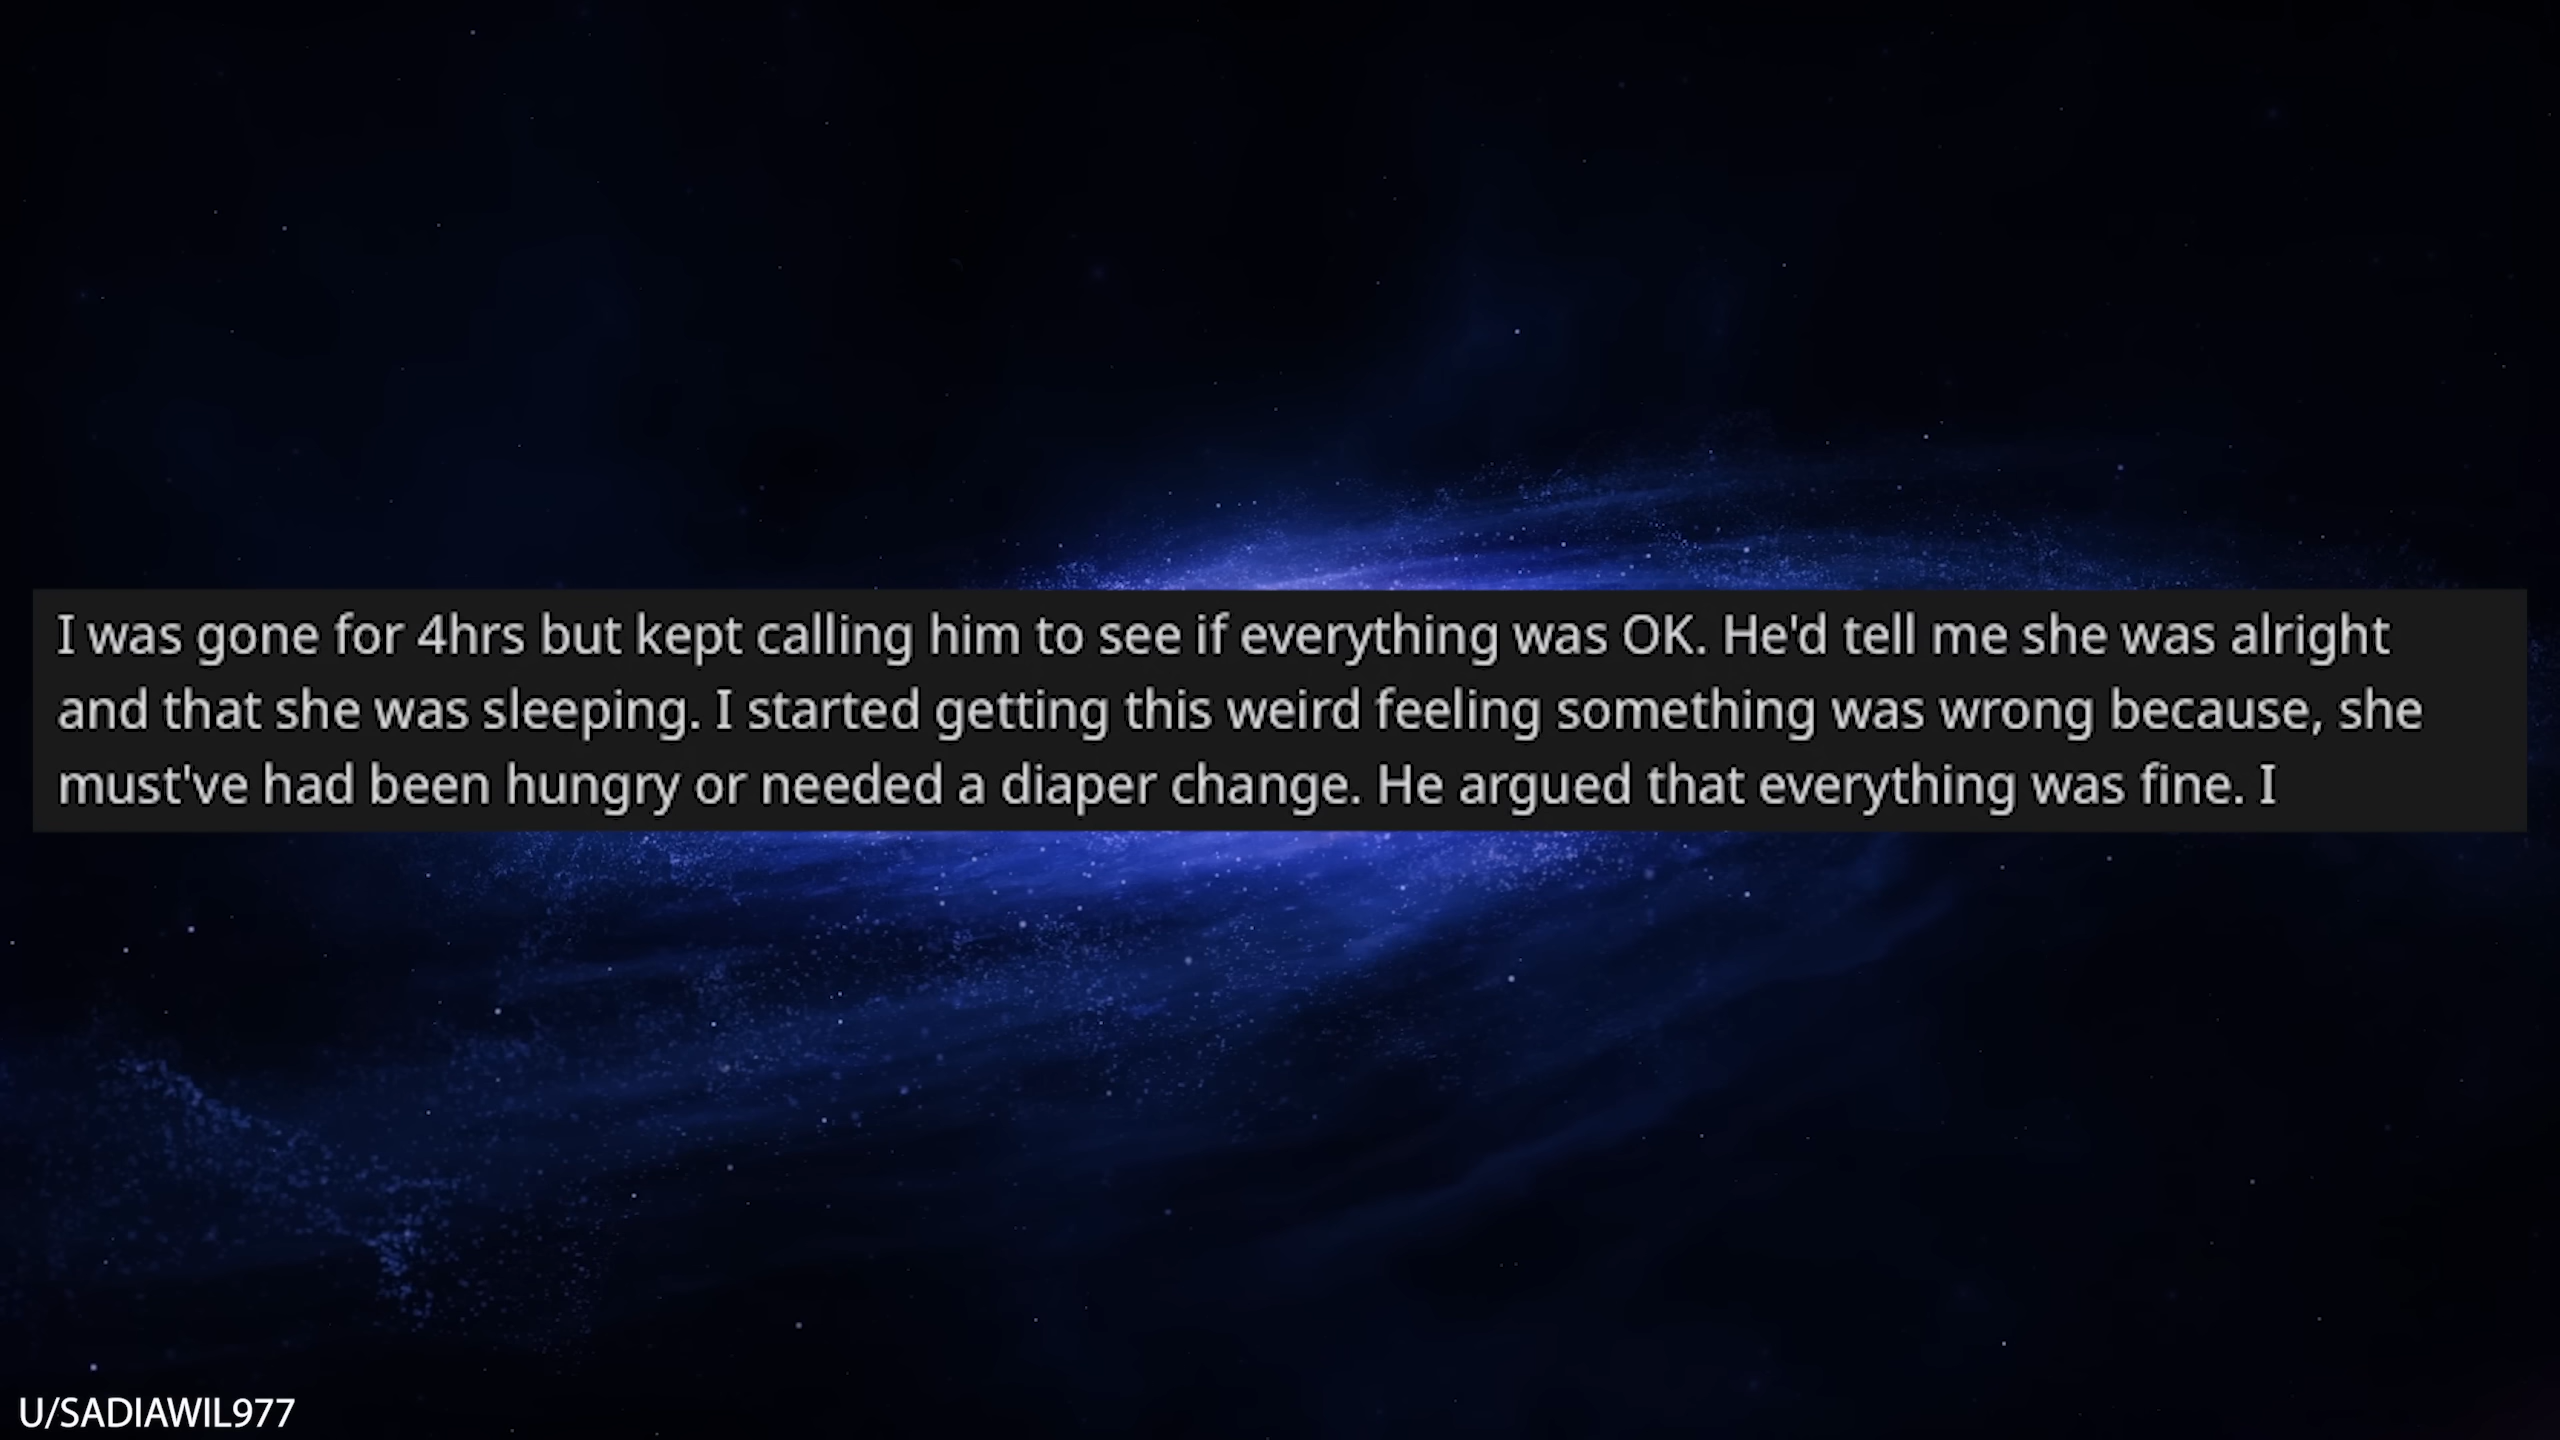 I was gone for 4hrs but kept calling him to see if everything was OK. He'd tell me she was alright
and that she was sleeping. I started getting this weird feeling something was wrong because, she
must've had been hungry or needed a diaper change. He argued that everything was fine. I
U/SADIAWIL977